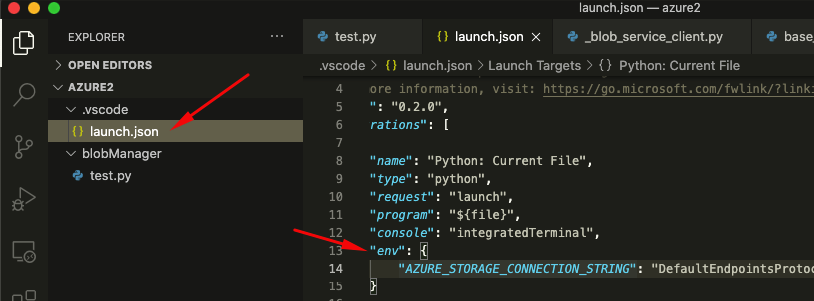 launch.json — azure2
EXPLORER
OPEN EDITORS
AZURE2
.vscode
{} launch.json
blobManager
test.py
test.py
{} launch.json ×
_blob_service_client.py
base_
.vscode > {} launch.json > Launch Targets > {} Python: Current File
4 ore information, visit: https://go.microsoft.com/fwlink/?linki
5 ": "0.2.0",
6 rations": [
7
8 "name": "Python: Current File",
9 "type": "python",
10 "request": "launch",
11 "program": "${file}",
12 "console": "integratedTerminal",
13 "env": {
14 "AZURE_STORAGE_CONNECTION_STRING": "DefaultEndpointsProtoc
15 }